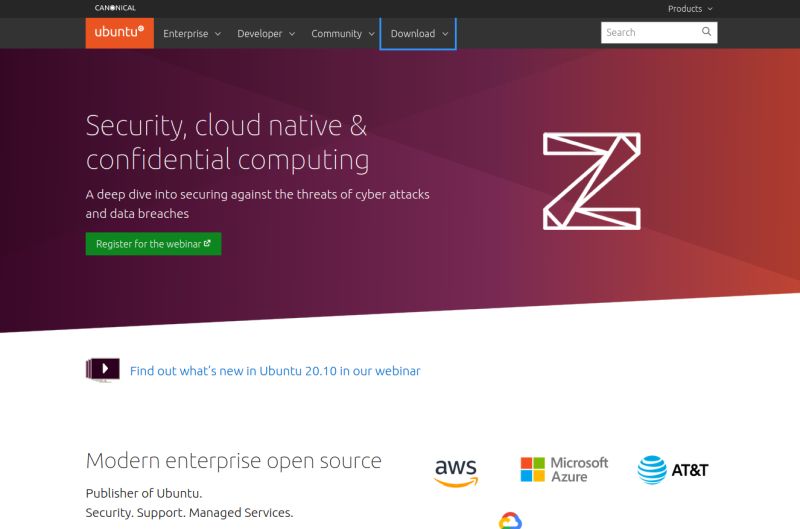 CANONICAL
Products
ubuntu
Enterprise
Developer
Community
Download
Search
Security, cloud native &
confidential computing
A deep dive into securing against the threats of cyber attacks
and data breaches
Register for the webinar
Find out what's new in Ubuntu 20.10 in our webinar
Modern enterprise open source
Publisher of Ubuntu.
Security. Support. Managed Services.
aws
Microsoft
Azure
AT&T